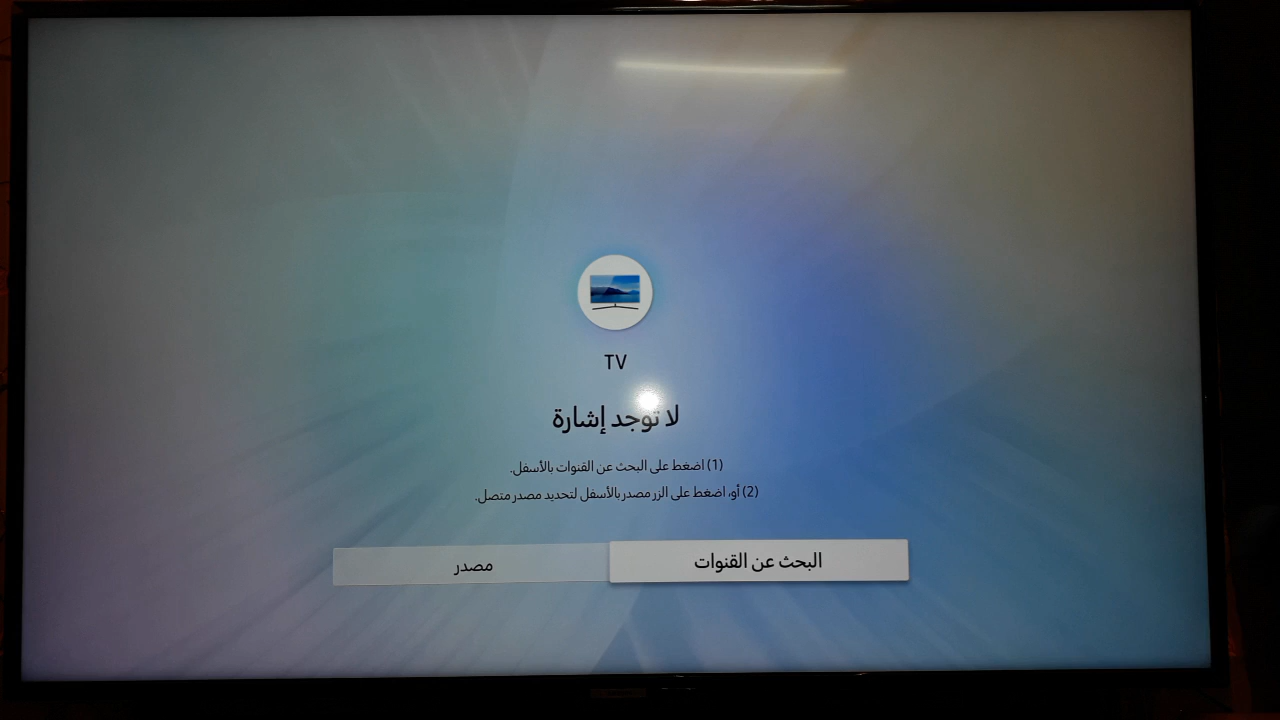 TV
لا توجد إشارة
(1) اضغط على البحث عن القنوات بالأسفل.
(2) أو، اضغط على الزر مصدر بالأسفل لتحديد مصدر متصل.
البحث عن القنوات
مصدر